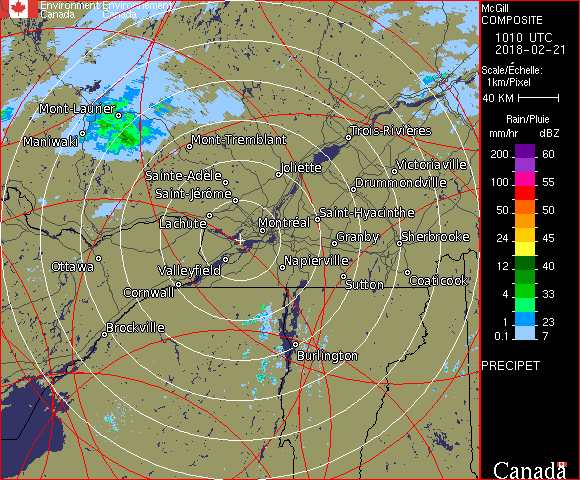 Environment Environnement
Canada Canada
McGill
COMPOSITE
1010 UTC
2018-02-21
Scale/Échelle:
1km/Pixel
40 KM
Rain/Pluie
mm/hr dBZ
200 60
100 55
50 50
24 45
12 40
4 33
1 23
0.1 7
PRECIPET
Canada
Mont-Laurier
Maniwaki
Mont-Tremblant
Trois-Rivières
Joliette
Victoriaville
Sainte-Adèle
Saint-Jérôme
Drummondville
Lachute
Saint-Hyacinthe
Montréal
Granby
Sherbrooke
Ottawa
Valleyfield
Napierville
Coaticook
Cornwall
Sutton
Brockville
Burlington